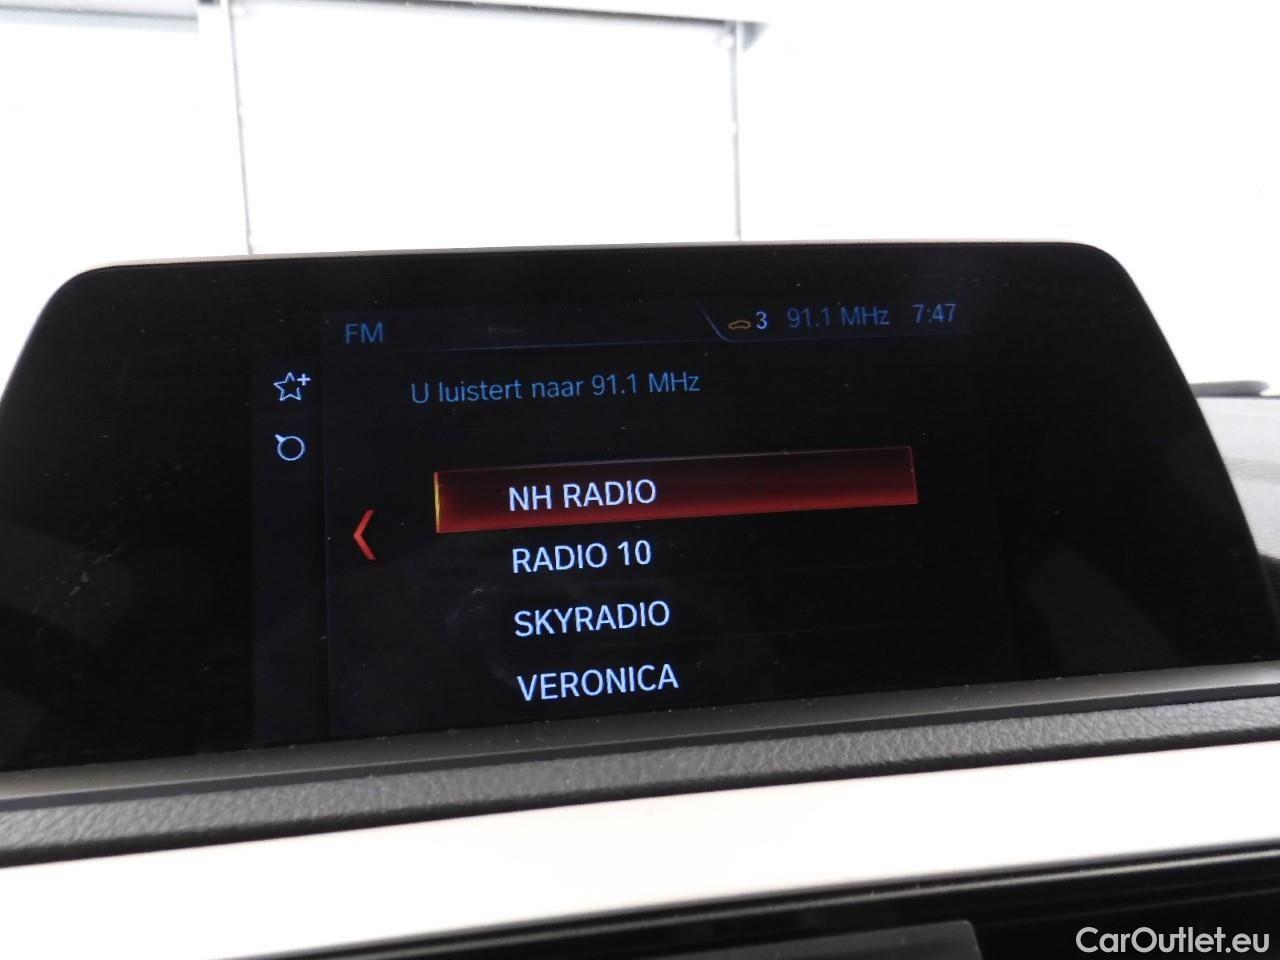 FM
3 91.1 MHz 7:47
U luistert naar 91.1 MHz
NH RADIO
RADIO 10
SKYRADIO
VERONICA
CarOutlet.eu